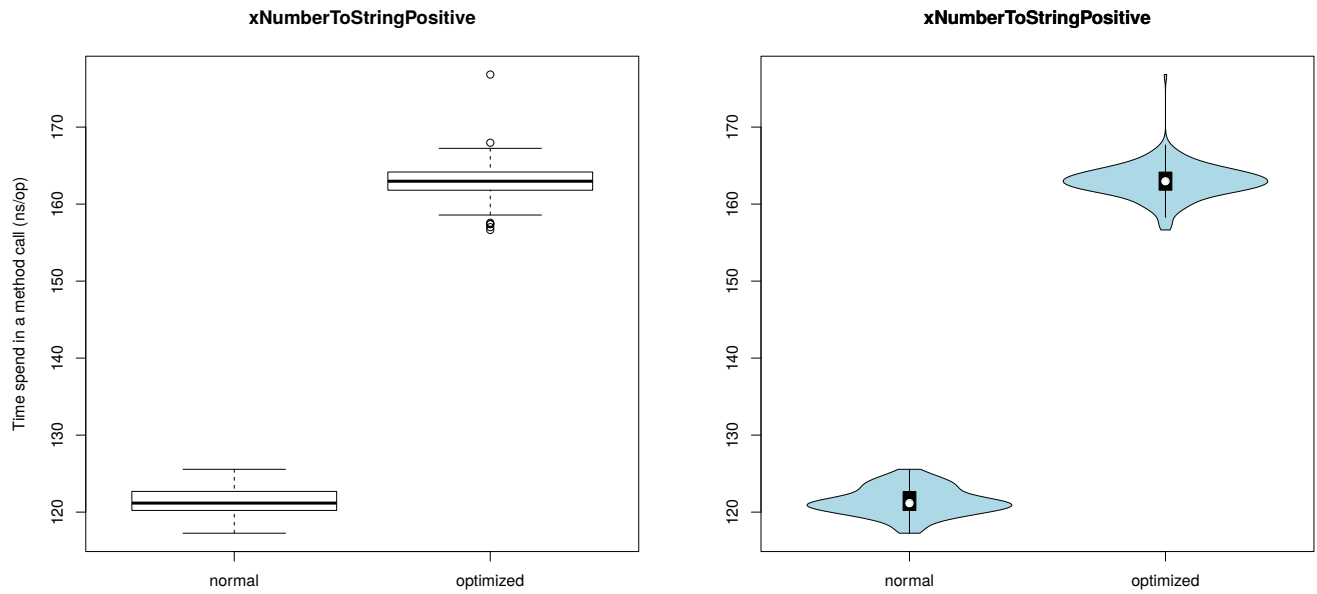 xNumberToStringPositive
Time spend in a method call (ns/op)
170
160
150
140
130
120
normal
optimized
xNumberToStringPositive
170
160
150
140
130
120
normal
optimized